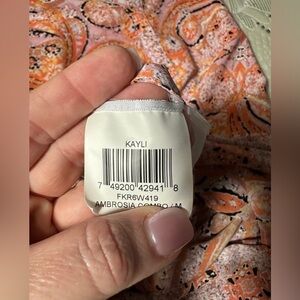 KAYLI
7 49200 42941 8
FKR6W419
AMBROSIA COMBO / M